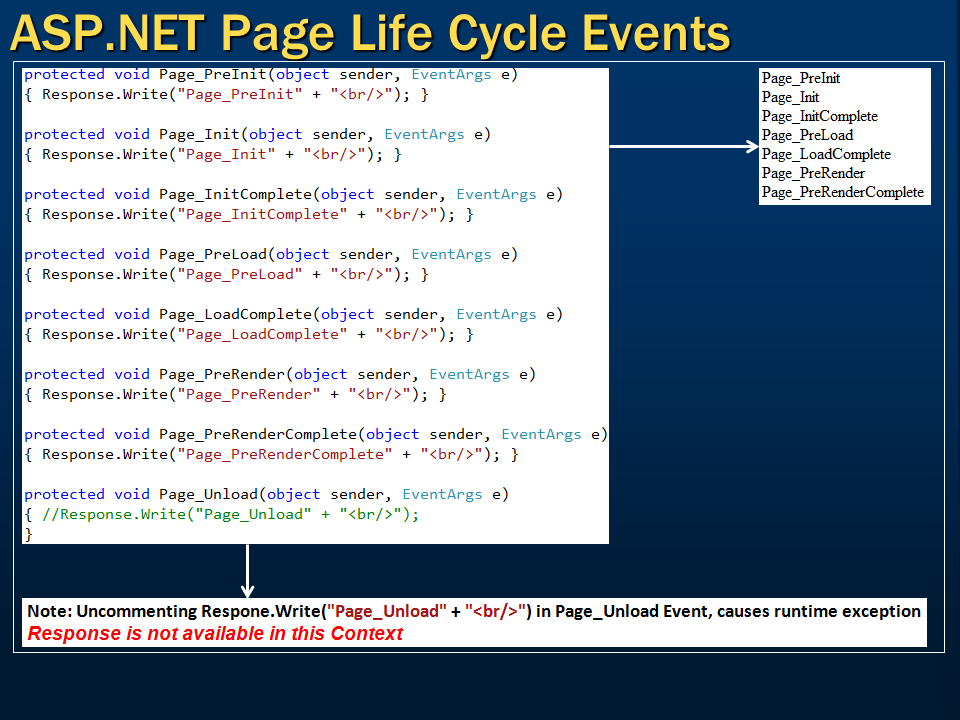 ASP.NET Page Life Cycle Events
protected void Page_PreInit(object sender, EventArgs e)
{ Response.Write("Page_PreInit" + "<br/>"); }
protected void Page_Init(object sender, EventArgs e)
{ Response.Write("Page_Init" + "<br/>"); }
protected void Page_InitComplete(object sender, EventArgs e)
{ Response.Write("Page_InitComplete" + "<br/>"); }
protected void Page_PreLoad(object sender, EventArgs e)
{ Response.Write("Page_PreLoad" + "<br/>"); }
protected void Page_LoadComplete(object sender, EventArgs e)
{ Response.Write("Page_LoadComplete" + "<br/>"); }
protected void Page_PreRender(object sender, EventArgs e)
{ Response.Write("Page_PreRender" + "<br/>"); }
protected void Page_PreRenderComplete(object sender, EventArgs e)
{ Response.Write("Page_PreRenderComplete" + "<br/>"); }
protected void Page_Unload(object sender, EventArgs e)
{ //Response.Write("Page_Unload" + "<br/>");
}
Page_PreInit
Page_Init
Page_InitComplete
Page_PreLoad
Page_LoadComplete
Page_PreRender
Page_PreRenderComplete
Note: Uncommenting Respone.Write("Page_Unload" + "<br/>") in Page_Unload Event, causes runtime exception
Response is not available in this Context